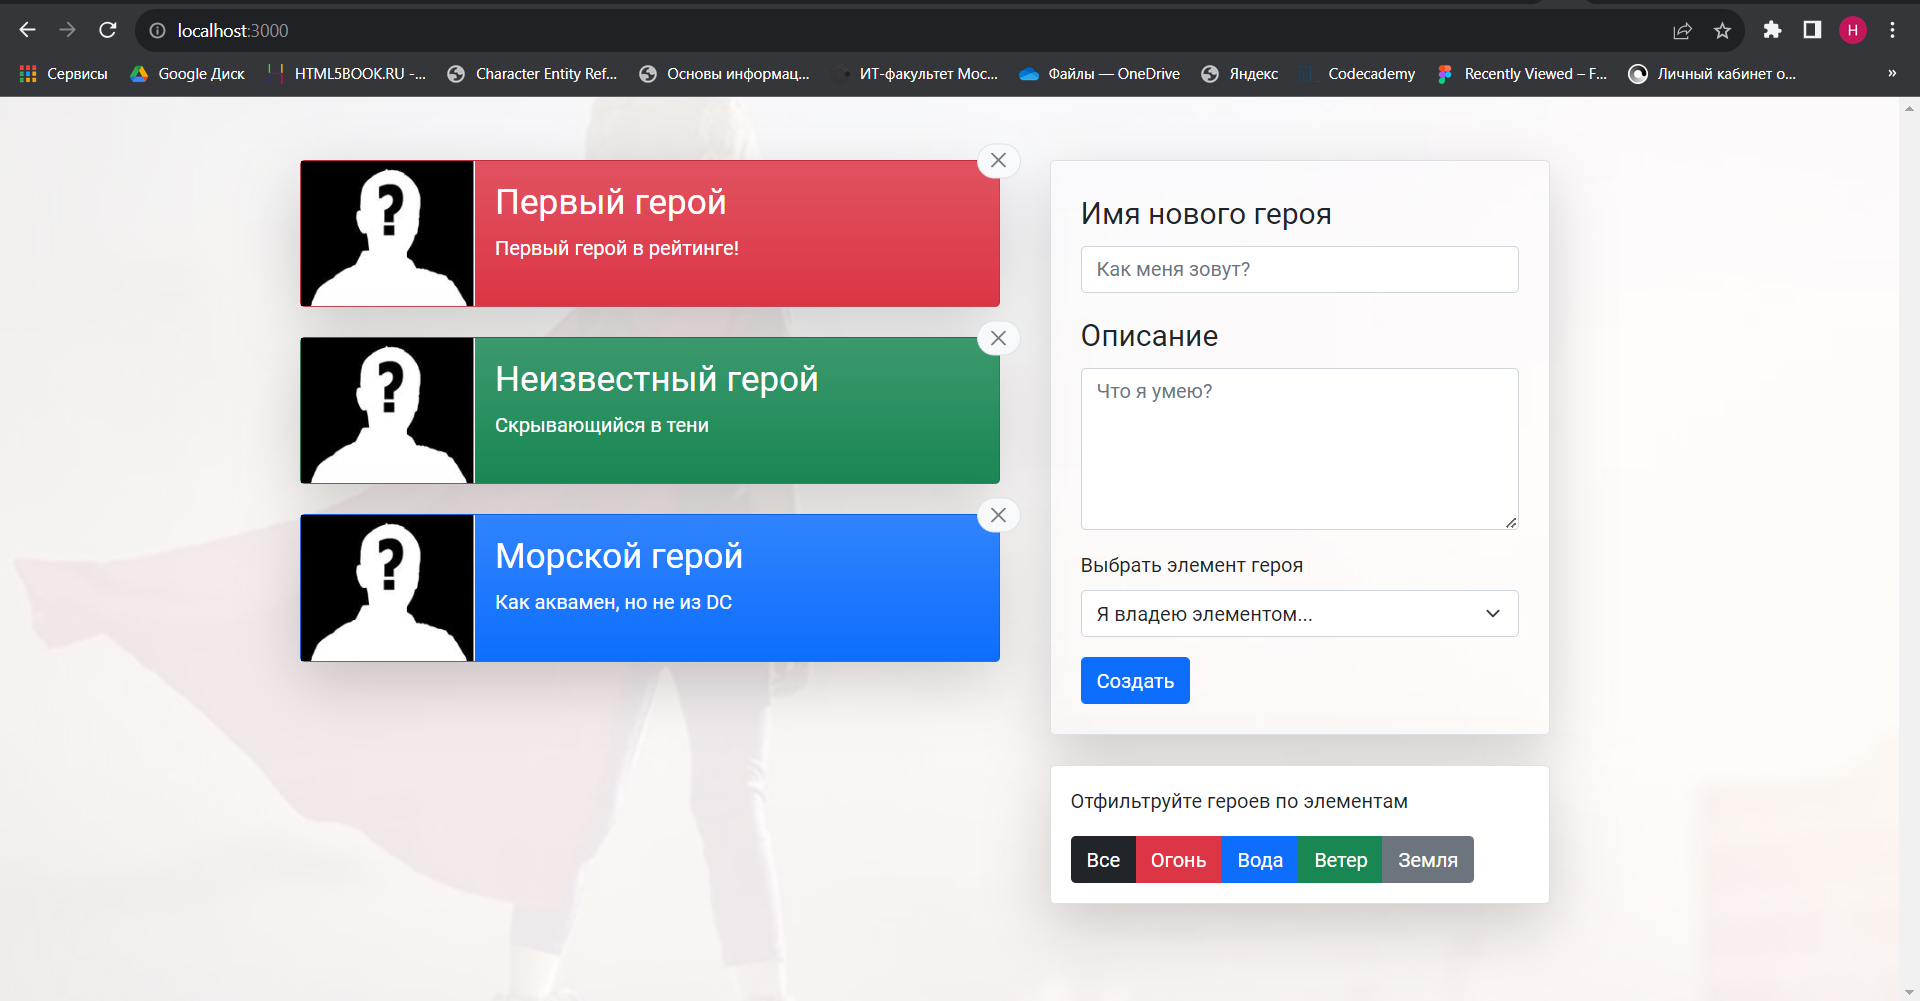 localhost:3000
H
Сервисы
Google Диск
HTML5BOOK.RU -...
Character Entity Ref...
Основы информац...
ИТ-факультет Мос...
Файлы — OneDrive
Яндекс
Codecademy
Recently Viewed – F...
Личный кабинет о...
»
?
Первый герой
Первый герой в рейтинге!
?
Неизвестный герой
Скрывающийся в тени
?
Морской герой
Как аквамен, но не из DC
Имя нового героя
Как меня зовут?
Описание
Что я умею?
Выбрать элемент героя
Я владею элементом...
Создать
Отфильтруйте героев по элементам
Все Огонь Вода Ветер Земля